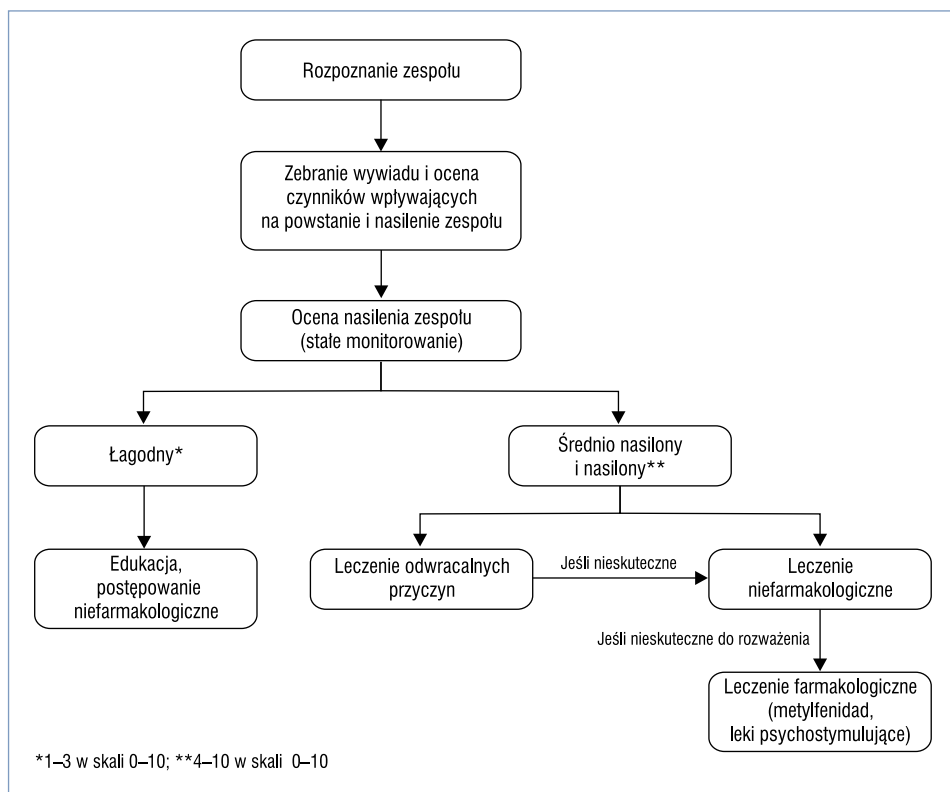 Rozpoznanie zespołu
Zebranie wywiadu i ocena
czynników wpływających
na powstanie i nasilenie zespołu
Ocena nasilenia zespołu
(stałe monitorowanie)
Łagodny*
Średnio nasilony
i nasilony**
Edukacja,
postępowanie
niefarmakologiczne
Leczenie odwracalnych
przyczyn
Jeśli nieskuteczne
Leczenie
niefarmakologiczne
Jeśli nieskuteczne do rozważenia
Leczenie farmakologiczne
(metylfenidad,
leki psychostymulujące)
*1–3 w skali 0–10; **4–10 w skali 0–10